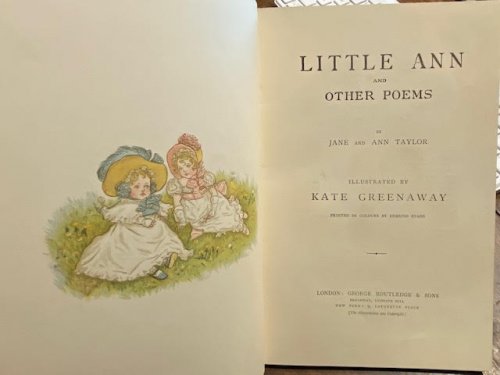 LITTLE ANN
AND
OTHER POEMS
BY
JANE AND ANN TAYLOR
ILLUSTRATED BY
KATE GREENAWAY
PRINTED IN COLOURS BY EDMUND EVANS
LONDON: GEORGE ROUTLEDGE & SONS
BROADWAY, LUDGATE HILL
NEW YORK: 9, LAFAYETTE PLACE
[The Illustrations are Copyright]